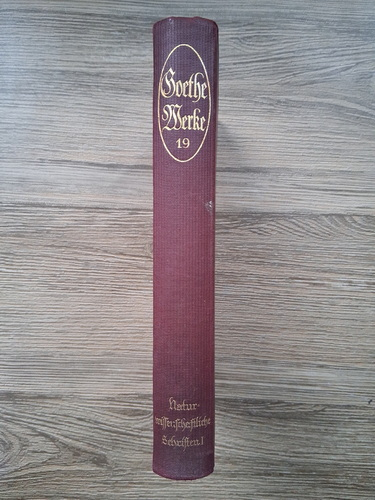 Goethe
Werke
19
Natur-
wissenschaftliche
Schriften. I